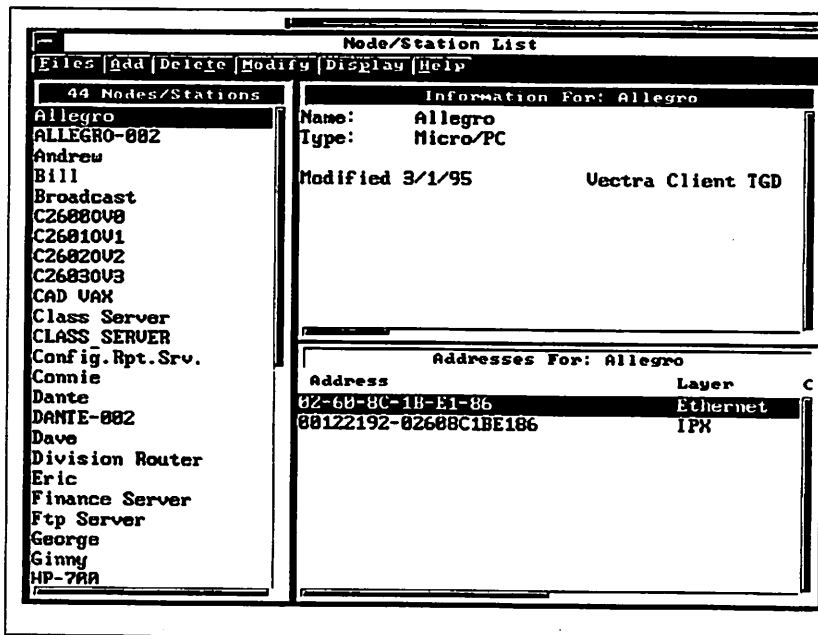 Node/Station List
Files Add Delete Modify Display Help
44 Nodes/Stations
Allegro
ALLEGRO-002
Andrew
Bill
Broadcast
C26000V0
C26010V1
C26020V2
C26030V3
CAD VAX
Class Server
CLASS_SERVER
Config.Rpt.Srv.
Connie
Dante
DANTE-002
Dave
Division Router
Eric
Finance Server
Ftp Server
George
Ginny
HP-700
Information For: Allegro
Name: Allegro
Type: Micro/PC
Modified 3/1/95 Vectra Client TGD
Addresses For: Allegro
Address Layer C
02-60-8C-1B-E1-86 Ethernet
00122192-02608C1BE186 IPX